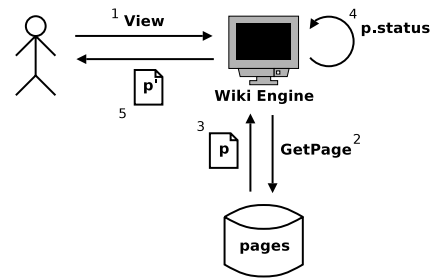 1 View
4 p.status
p'
5
Wiki Engine
3
p
GetPage 2
pages